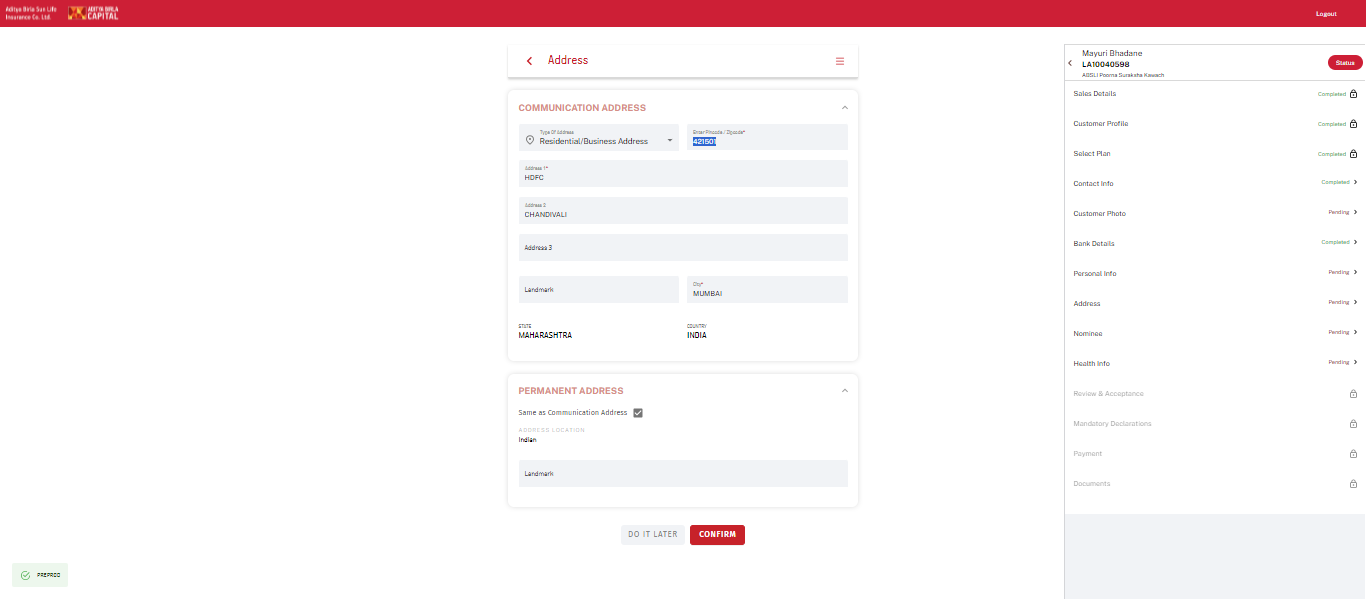 Aditya Birla Sun Life
Insurance Co. Ltd.
ADITYA BIRLA
CAPITAL
Logout
Address
COMMUNICATION ADDRESS
Type Of Address
Residential/Business Address
Enter Pincode / Zipcode*
421501
Address 1*
HDFC
Address 2
CHANDIVALI
Address 3
Landmark
City*
MUMBAI
STATE
MAHARASHTRA
COUNTRY
INDIA
PERMANENT ADDRESS
Same as Communication Address
ADDRESS LOCATION
Indian
Landmark
DO IT LATER
CONFIRM
PREPROD
Mayuri Bhadane
LA10040598
ABSLI Poorna Suraksha Kawach
Status
Sales Details Completed
Customer Profile Completed
Select Plan Completed
Contact Info Completed
Customer Photo Pending
Bank Details Completed
Personal Info Pending
Address Pending
Nominee Pending
Health Info Pending
Review & Acceptance
Mandatory Declarations
Payment
Documents